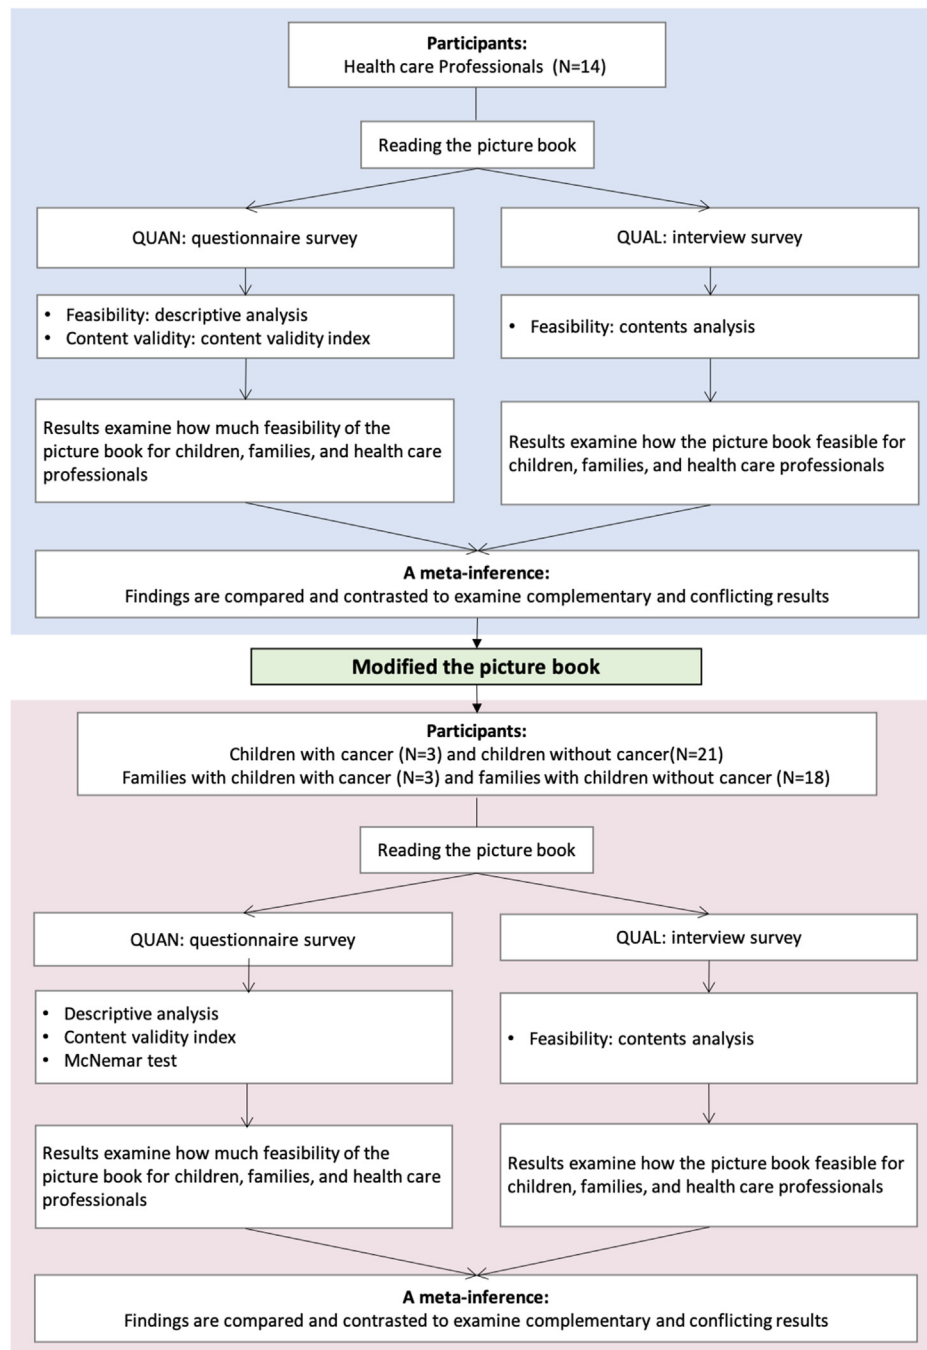 Participants:
Health care Professionals (N=14)
Reading the picture book
QUAN: questionnaire survey
QUAL: interview survey
• Feasibility: descriptive analysis
• Content validity: content validity index
• Feasibility: contents analysis
Results examine how much feasibility of the
picture book for children, families, and health care
professionals
Results examine how the picture book feasible for
children, families, and health care professionals
A meta-inference:
Findings are compared and contrasted to examine complementary and conflicting results
Modified the picture book
Participants:
Children with cancer (N=3) and children without cancer(N=21)
Families with children with cancer (N=3) and families with children without cancer (N=18)
Reading the picture book
QUAN: questionnaire survey
QUAL: interview survey
• Descriptive analysis
• Content validity index
• McNemar test
• Feasibility: contents analysis
Results examine how much feasibility of the
picture book for children, families, and health care
professionals
Results examine how the picture book feasible for
children, families, and health care professionals
A meta-inference:
Findings are compared and contrasted to examine complementary and conflicting results